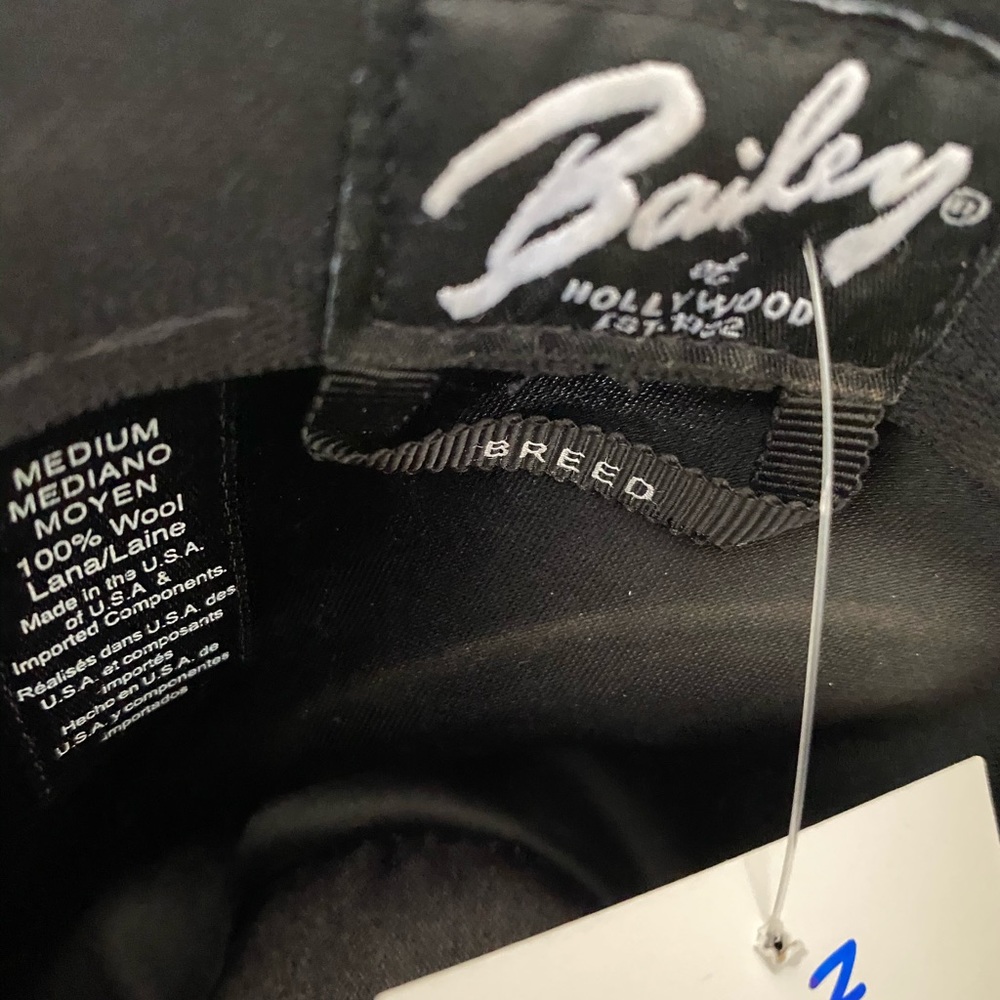 Bailey®
of
HOLLYWOOD
EST. 1922
BREED
MEDIUM
MEDIANO
MOYEN
100% Wool
Lana/Laine
Made in the U.S.A.
of U.S.A &
Imported Components.
Réalisés dans U.S.A. des
U.S.A. et composants
importés
Hecho en U.S.A. de
U.S.A. y componentes
importados